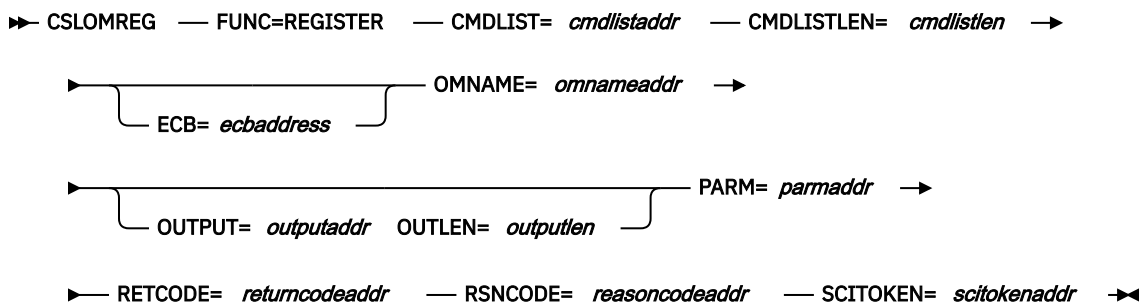 CSLOMREG FUNC=REGISTER CMDLIST= cmdlistaddr CMDLISTLEN= cmdlistlen
OMNAME= omnameaddr
ECB= ecbaddress
PARM= parmaddr
OUTPUT= outputaddr OUTLEN= outputlen
RETCODE= returncodeaddr RSNCODE= reasoncodeaddr SCITOKEN= scitokenaddr